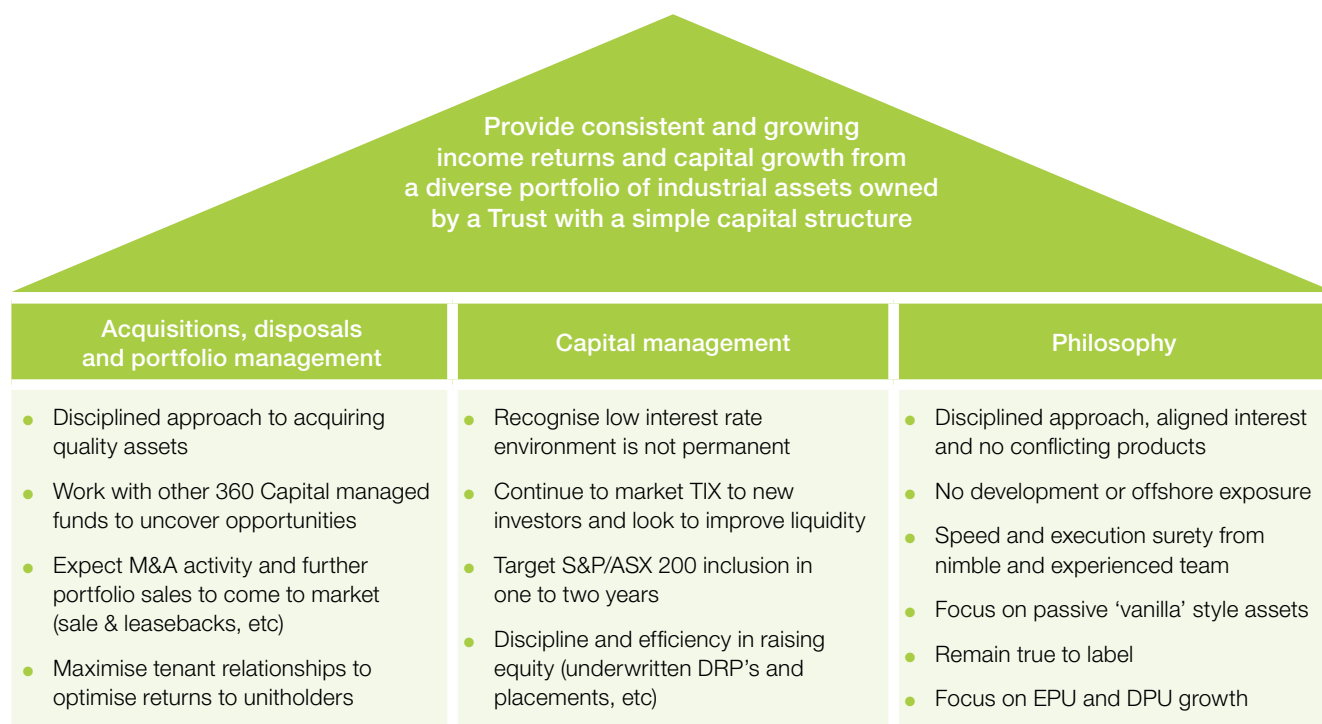 Provide consistent and growing
income returns and capital growth from
a diverse portfolio of industrial assets owned
by a Trust with a simple capital structure
Acquisitions, disposals
and portfolio management
• Disciplined approach to acquiring
quality assets
• Work with other 360 Capital managed
funds to uncover opportunities
• Expect M&A activity and further
portfolio sales to come to market
(sale & leasebacks, etc)
• Maximise tenant relationships to
optimise returns to unitholders
Capital management
• Recognise low interest rate
environment is not permanent
• Continue to market TIX to new
investors and look to improve liquidity
• Target S&P/ASX 200 inclusion in
one to two years
• Discipline and efficiency in raising
equity (underwritten DRP's and
placements, etc)
Philosophy
• Disciplined approach, aligned interest
and no conflicting products
• No development or offshore exposure
• Speed and execution surety from
nimble and experienced team
• Focus on passive ‘vanilla’ style assets
• Remain true to label
• Focus on EPU and DPU growth